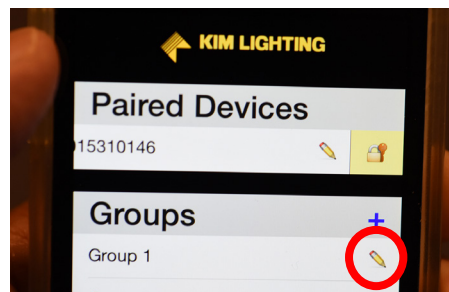 KIM LIGHTING
Paired Devices
15310146
Groups
+
Group 1